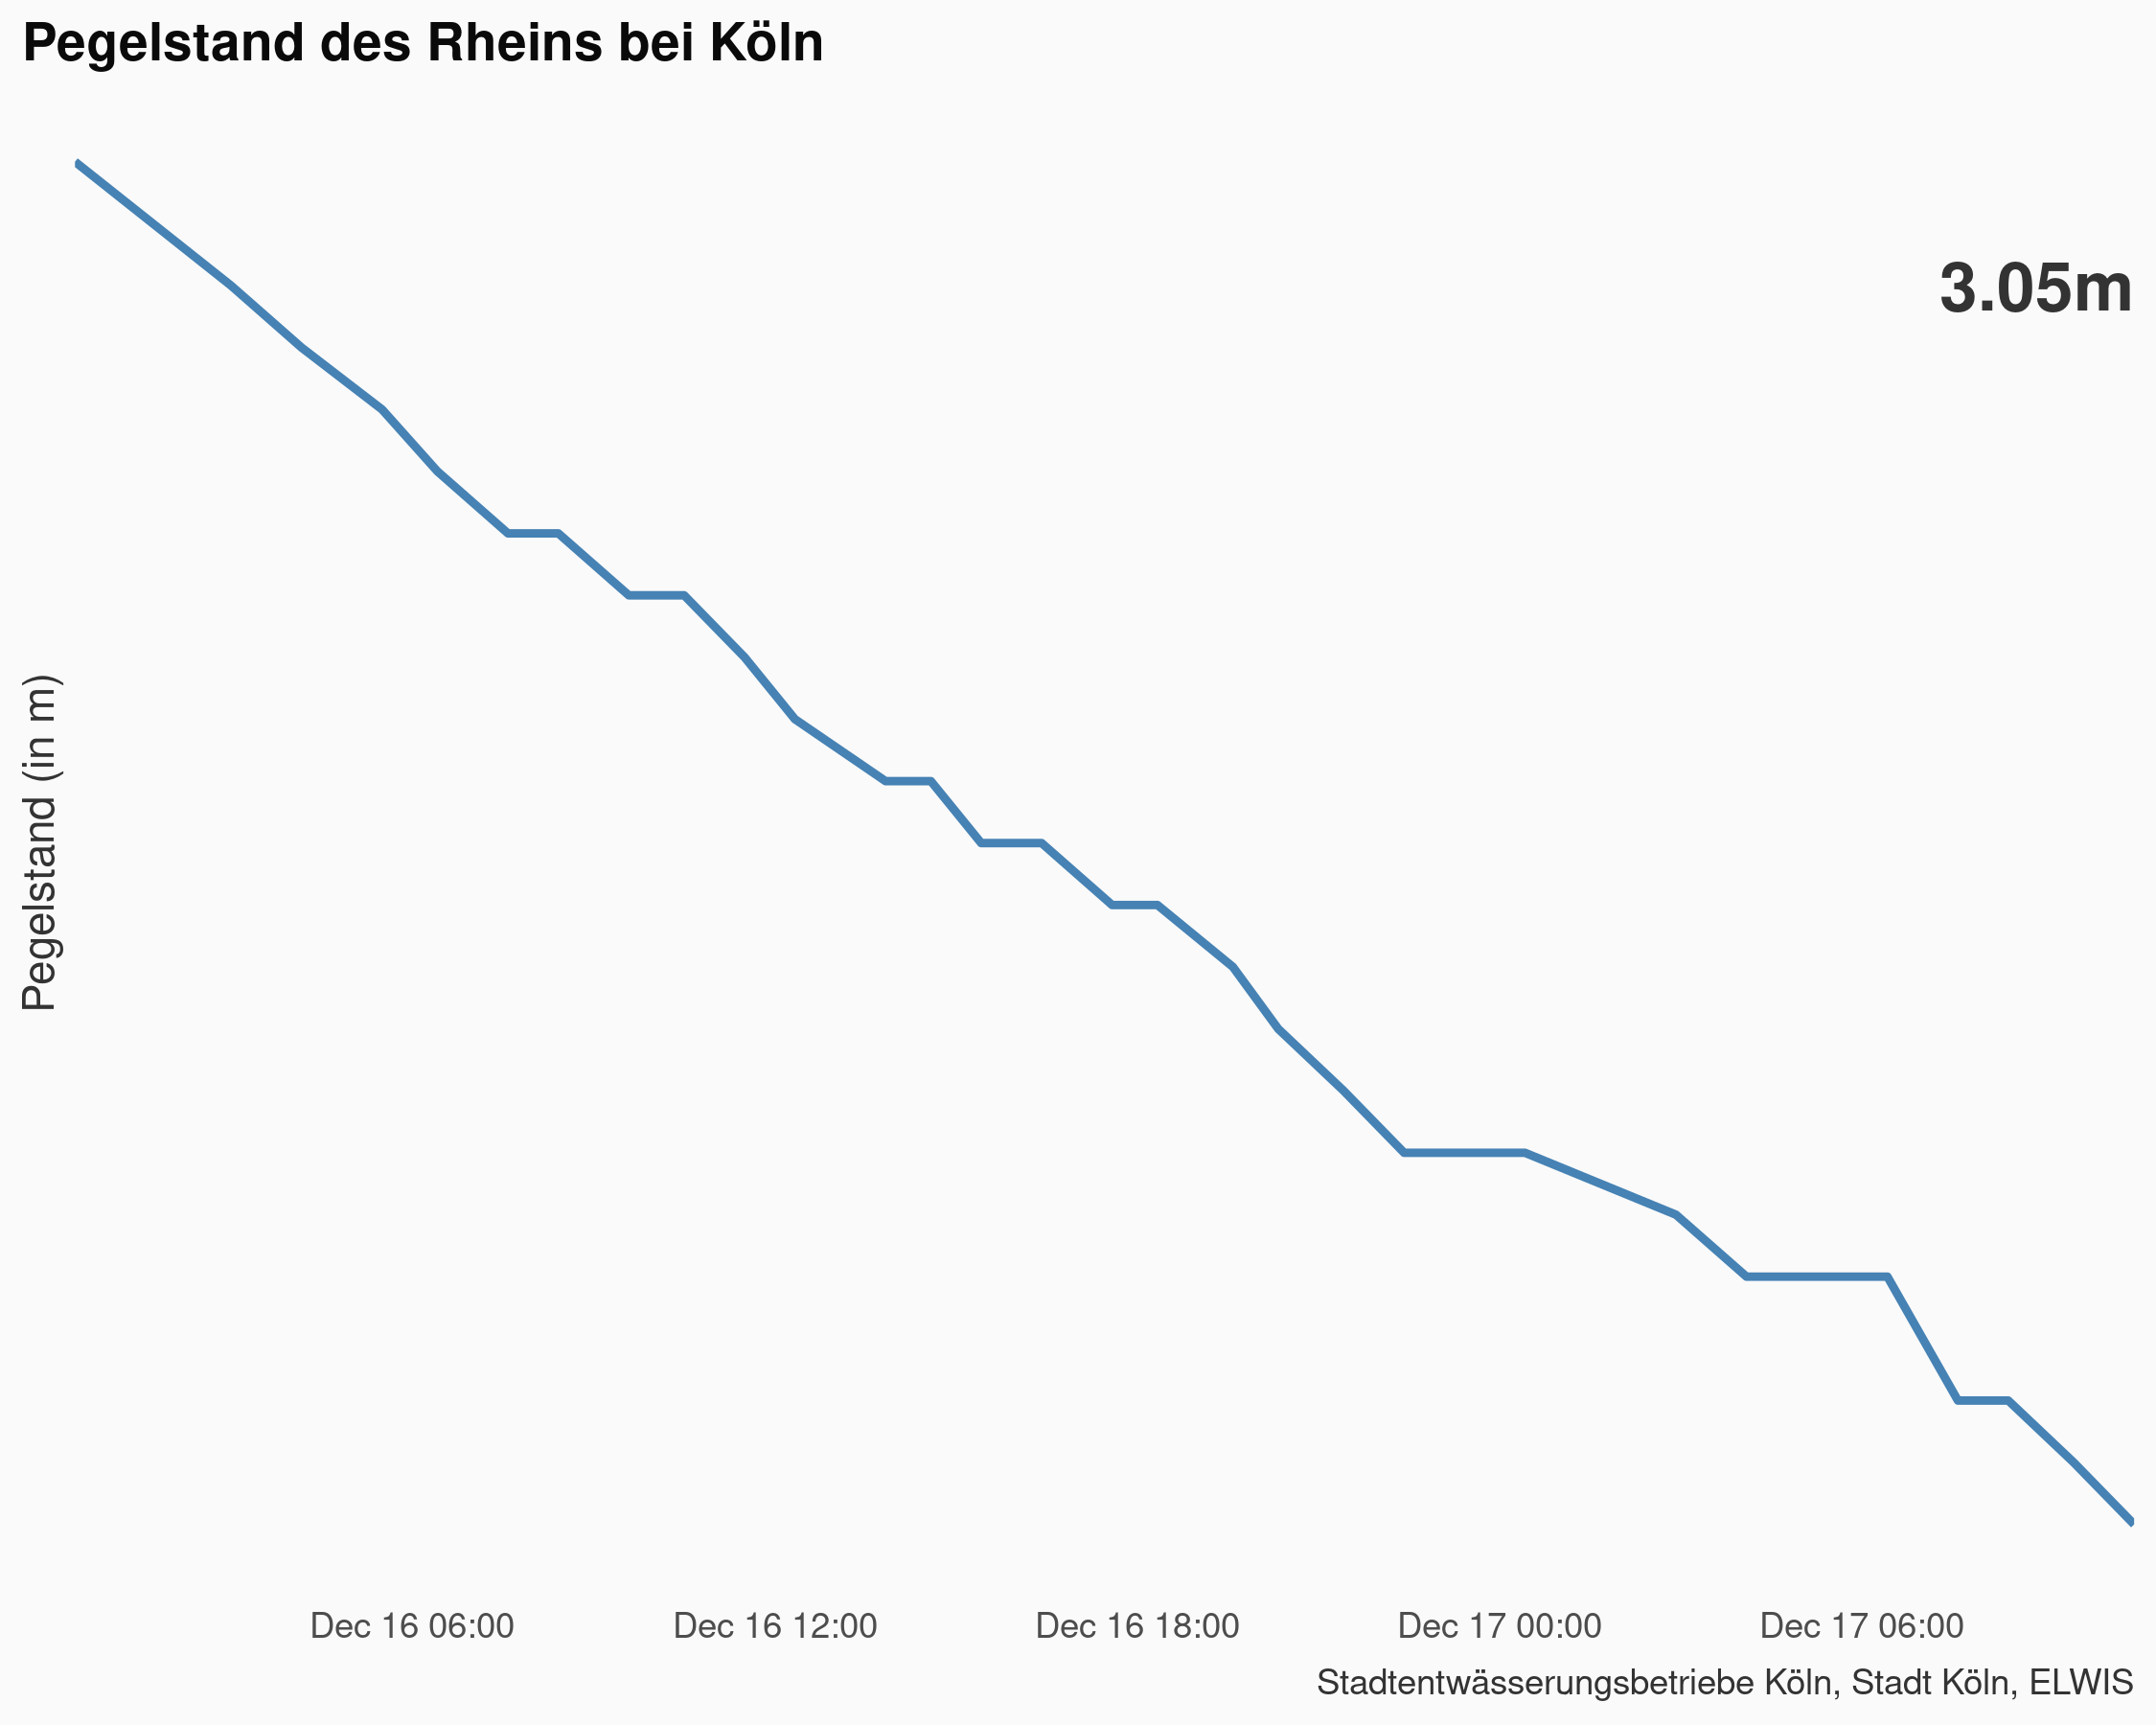 Pegelstand des Rheins bei Köln
3.05m
Pegelstand (in m)
Dec 16 06:00
Dec 16 12:00
Dec 16 18:00
Dec 17 00:00
Dec 17 06:00
Stadtentwässerungsbetriebe Köln, Stadt Köln, ELWIS